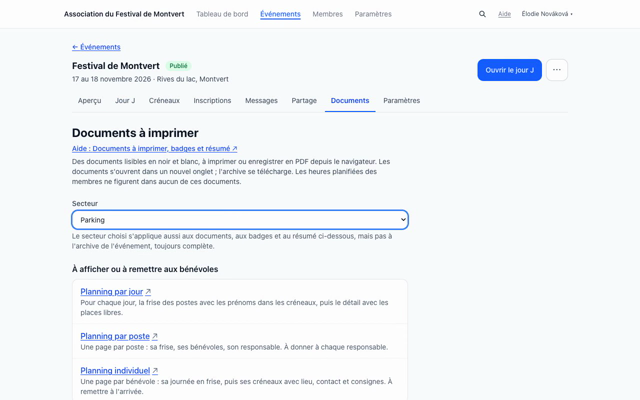 Association du Festival de Montvert Tableau de bord Événements Membres Paramètres Aide Élodie Nováková
← Événements
Festival de Montvert Publié
17 au 18 novembre 2026 · Rives du lac, Montvert
Ouvrir le jour J ...
Aperçu Jour J Créneaux Inscriptions Messages Partage Documents Paramètres
Documents à imprimer
Aide : Documents à imprimer, badges et résumé ↗
Des documents lisibles en noir et blanc, à imprimer ou enregistrer en PDF depuis le navigateur. Les
documents s'ouvrent dans un nouvel onglet ; l'archive se télécharge. Les heures planifiées des
membres ne figurent dans aucun de ces documents.
Secteur
Parking
Le secteur choisi s'applique aussi aux documents, aux badges et au résumé ci-dessous, mais pas à
l'archive de l'événement, toujours complète.
À afficher ou à remettre aux bénévoles
Planning par jour ↗
Pour chaque jour, la frise des postes avec les prénoms dans les créneaux, puis le détail avec les
places libres.
Planning par poste ↗
Une page par poste : sa frise, ses bénévoles, son responsable. À donner à chaque responsable.
Planning individuel ↗
Une page par bénévole : sa journée en frise, puis ses créneaux avec lieu, contact et consignes. À
remettre à l'arrivée.